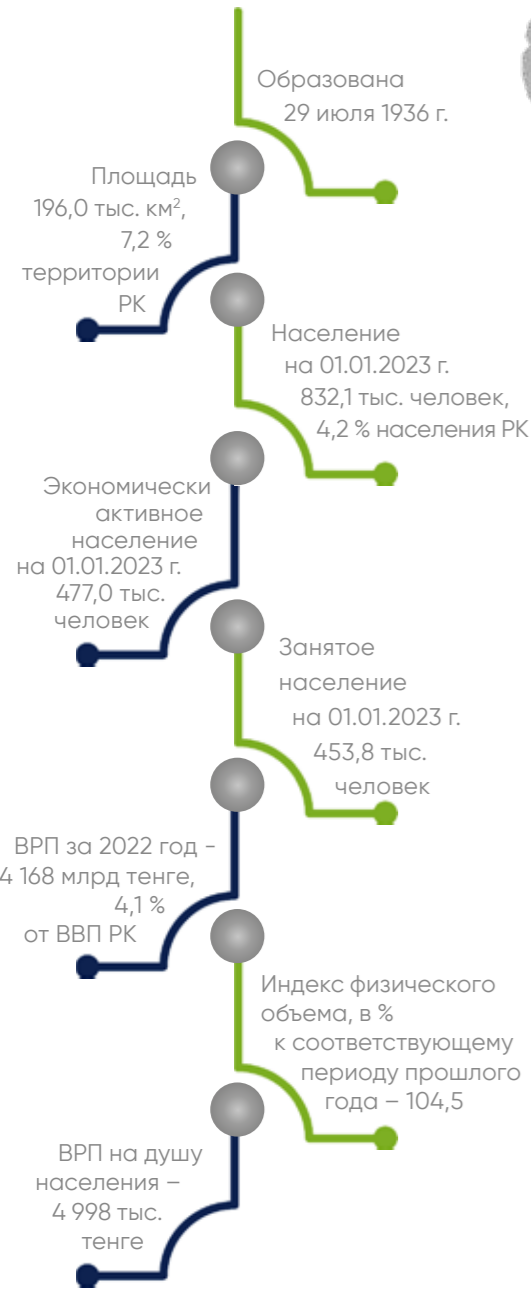 Образована
29 июля 1936 г.
Площадь
196,0 тыс. км²,
7,2 %
территории
РК
Население
на 01.01.2023 г.
832,1 тыс. человек,
4,2 % населения РК
Экономически
активное
население
на 01.01.2023 г.
477,0 тыс.
человек
Занятое
население
на 01.01.2023 г.
453,8 тыс.
человек
ВРП за 2022 год -
4 168 млрд тенге,
4,1 %
от ВВП РК
Индекс физического
объема, в %
к соответствующему
периоду прошлого
года – 104,5
ВРП на душу
населения –
4 998 тыс.
тенге